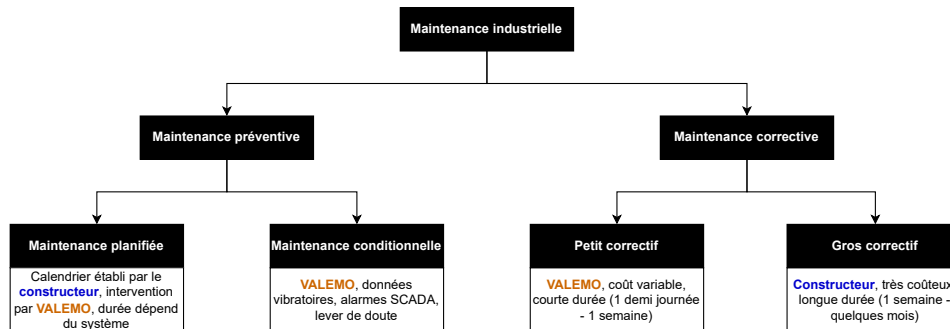 Maintenance industrielle
Maintenance préventive
Maintenance corrective
Maintenance planifiée
Calendrier établi par le
constructeur, intervention
par VALEMO, durée dépend
du système
Maintenance conditionnelle
VALEMO, données
vibratoires, alarmes SCADA,
lever de doute
Petit correctif
VALEMO, coût variable,
courte durée (1 demi journée
- 1 semaine)
Gros correctif
Constructeur, très coûteux,
longue durée (1 semaine -
quelques mois)